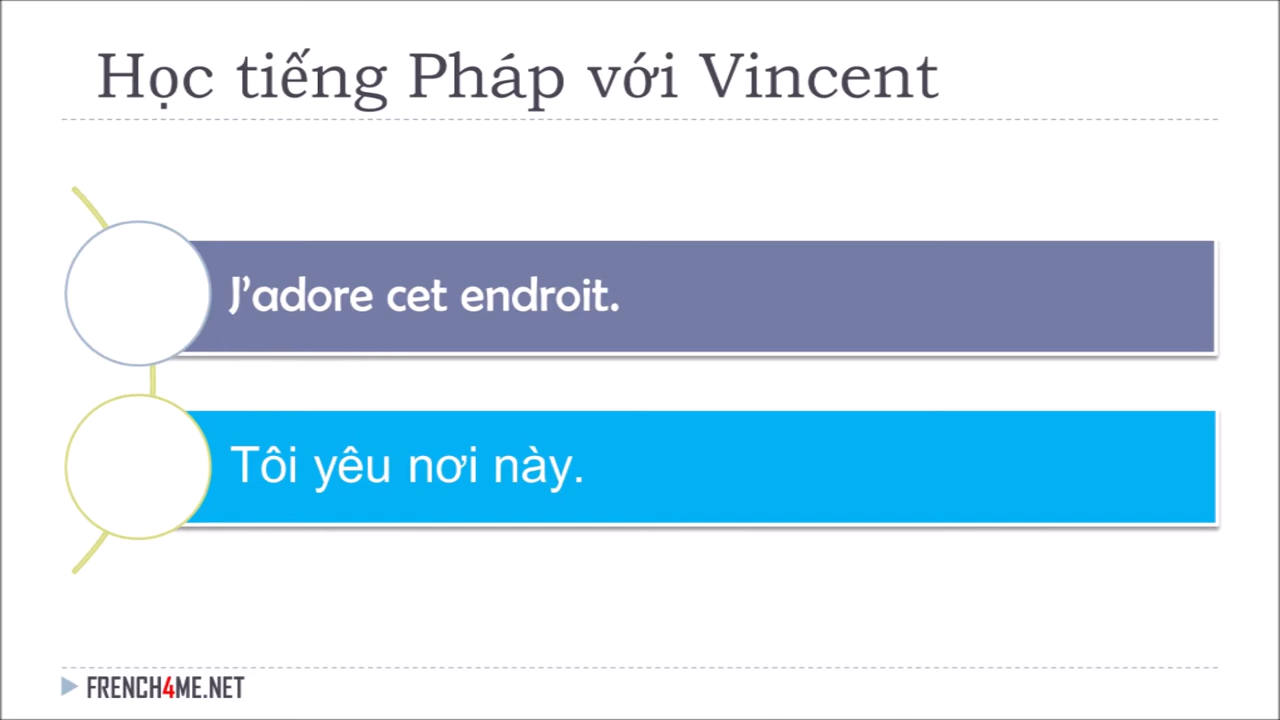 Học tiếng Pháp với Vincent
J’adore cet endroit.
Tôi yêu nơi này.
FRENCH4ME.NET